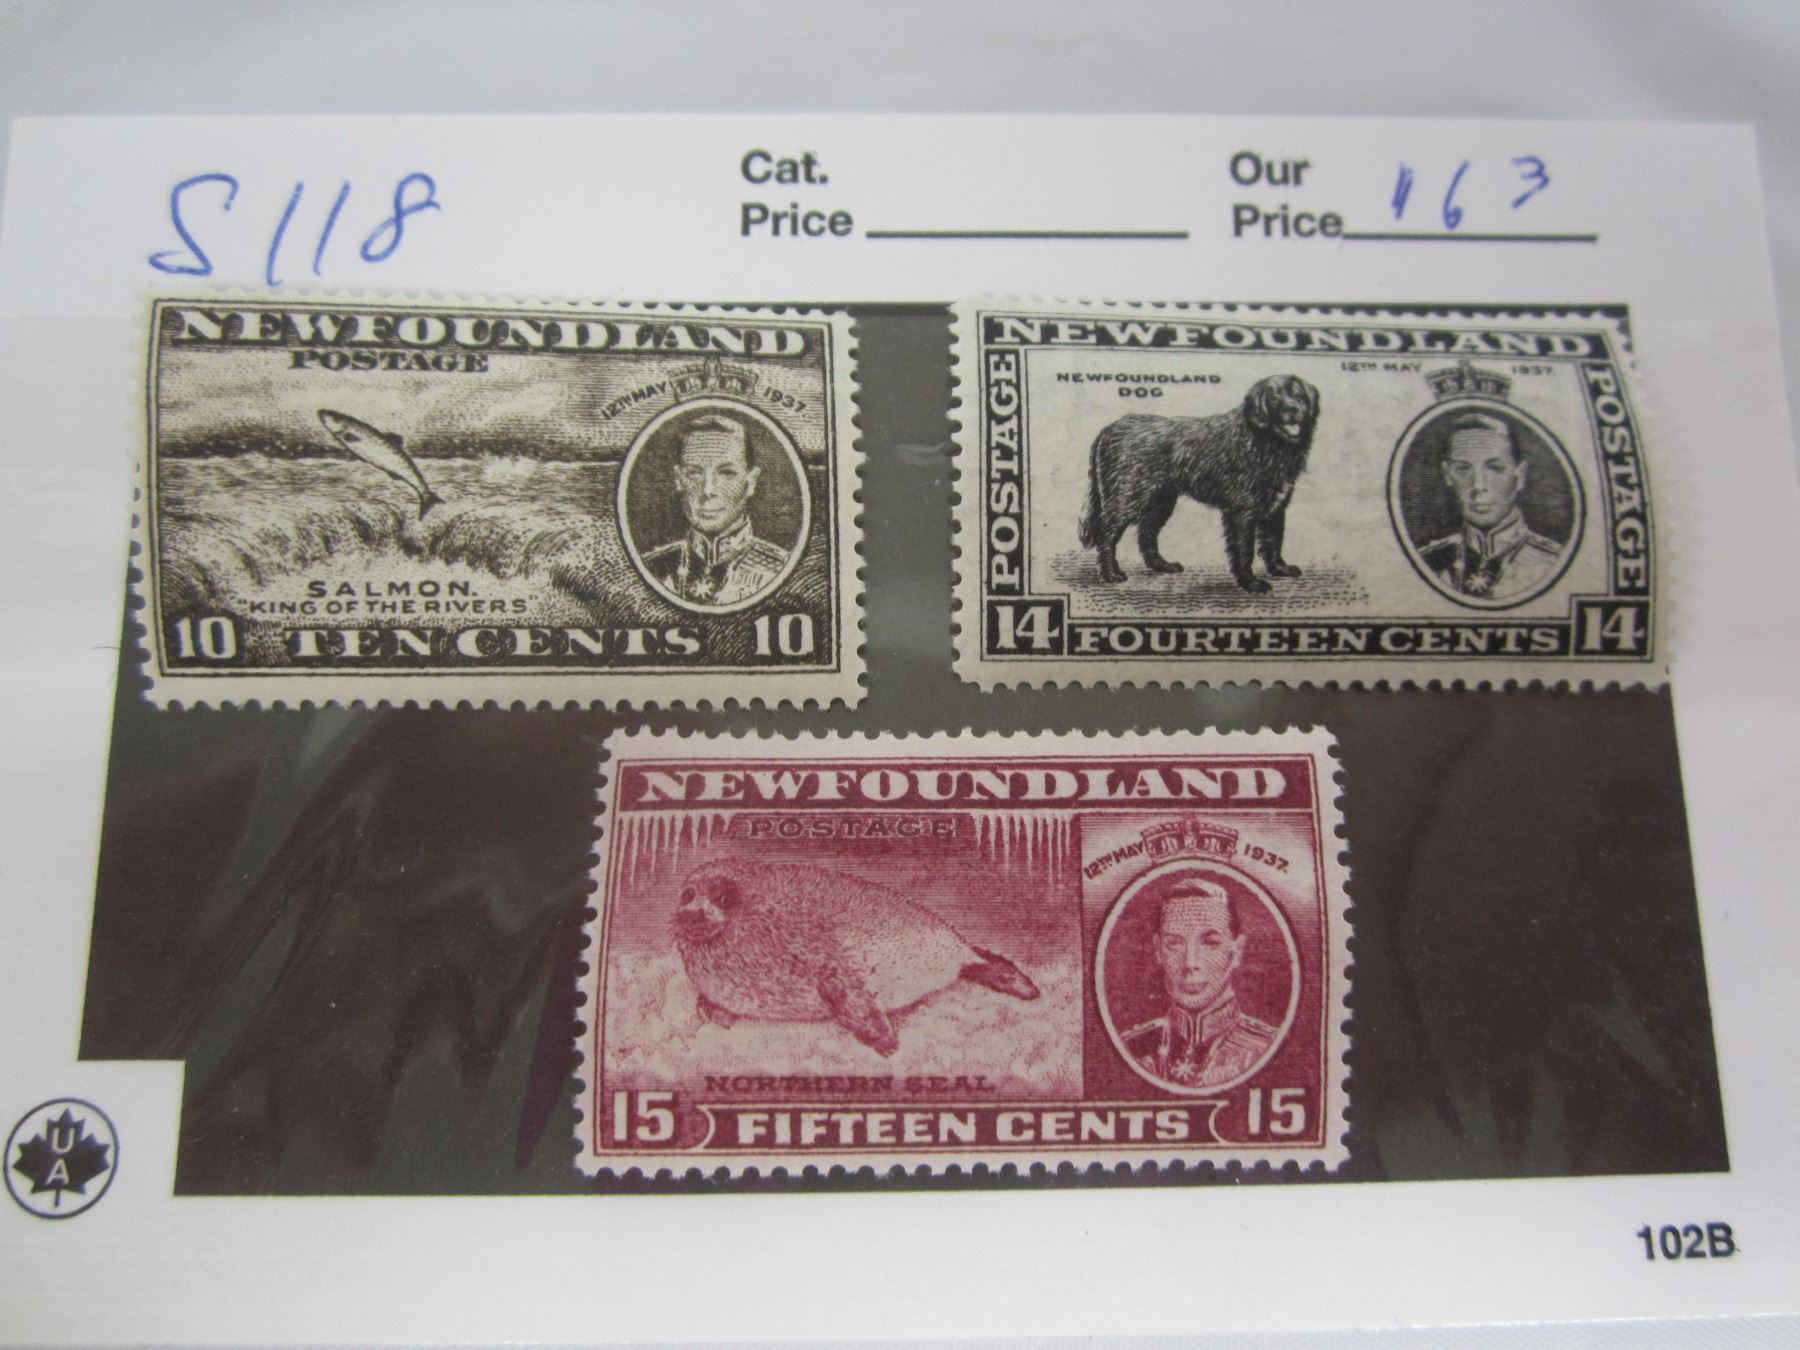 S118
Cat.
Price
Our
Price 163
NEWFOUNDLAND
POSTAGE
12TH MAY 1937
SALMON.
"KING OF THE RIVERS"
10 TEN CENTS 10
NEWFOUNDLAND
POSTAGE
NEWFOUNDLAND
DOG
12TH MAY 1937.
POSTAGE
14 FOURTEEN CENTS 14
NEWFOUNDLAND
POSTAGE
12TH MAY 1937.
NORTHERN SEAL
15 FIFTEEN CENTS 15
UAI
102B